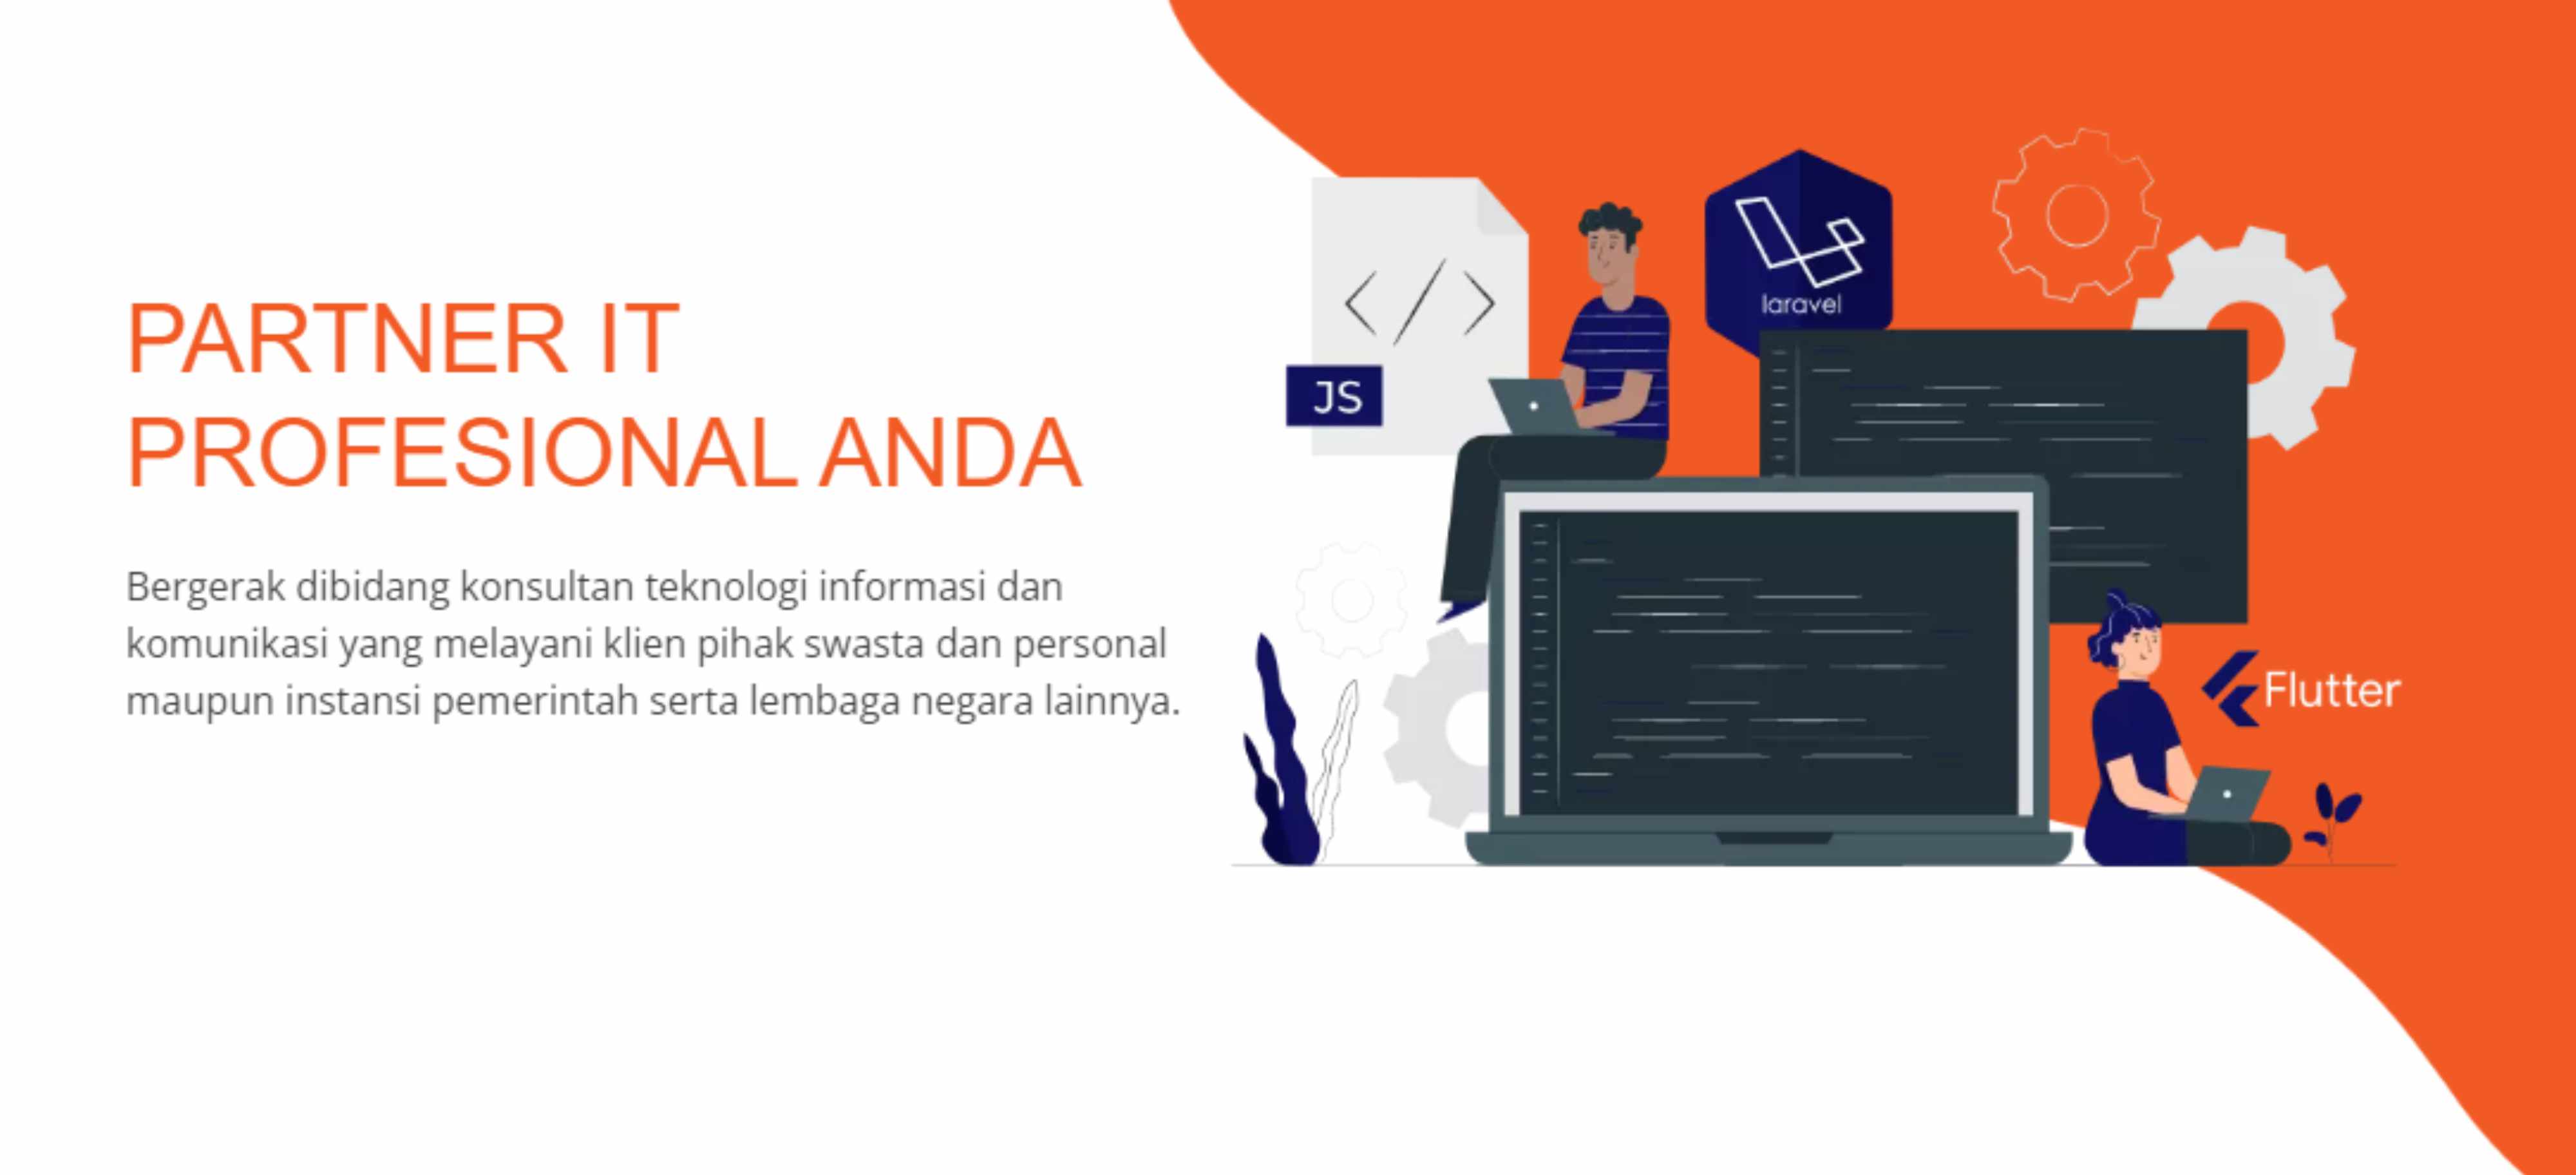 PARTNER IT
PROFESIONAL ANDA
Bergerak dibidang konsultan teknologi informasi dan
komunikasi yang melayani klien pihak swasta dan personal
maupun instansi pemerintah serta lembaga negara lainnya.
</>
JS
laravel
Flutter